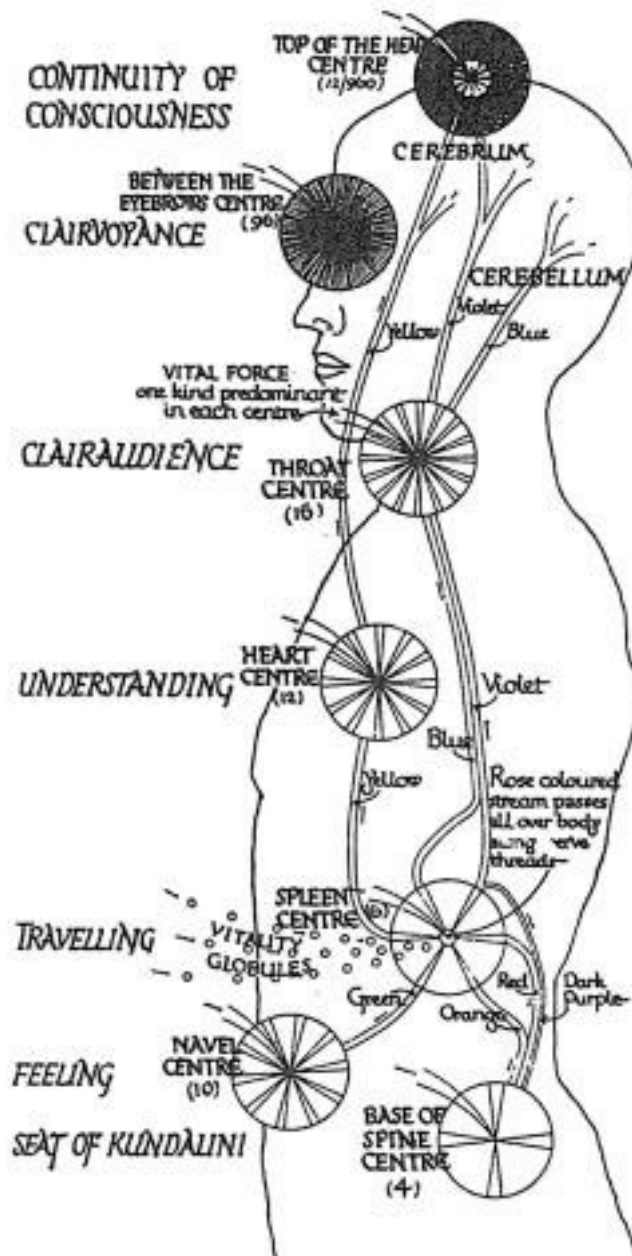 TOP OF THE HEAD
CENTRE
(12/960)
CONTINUITY OF
CONSCIOUSNESS
CEREBRUM
BETWEEN THE
EYEBROWS CENTRE
(96)
CLAIRVOYANCE
CEREBELLUM
Violet
Yellow
Blue
VITAL FORCE
one kind predominant
in each centre
CLAIRAUDIENCE
THROAT
CENTRE
(16)
HEART
CENTRE
(12)
UNDERSTANDING
Violet
Blue
Yellow
Rose coloured
stream passes
all over body
threads
SPLEEN
CENTRE (6)
TRAVELLING
VITALITY
GLOBULES
Green
Red
Dark
Purple
Orange
NAVEL
CENTRE
(10)
FEELING
BASE OF
SPINE
CENTRE
(4)
SEAT OF KUNDALINI